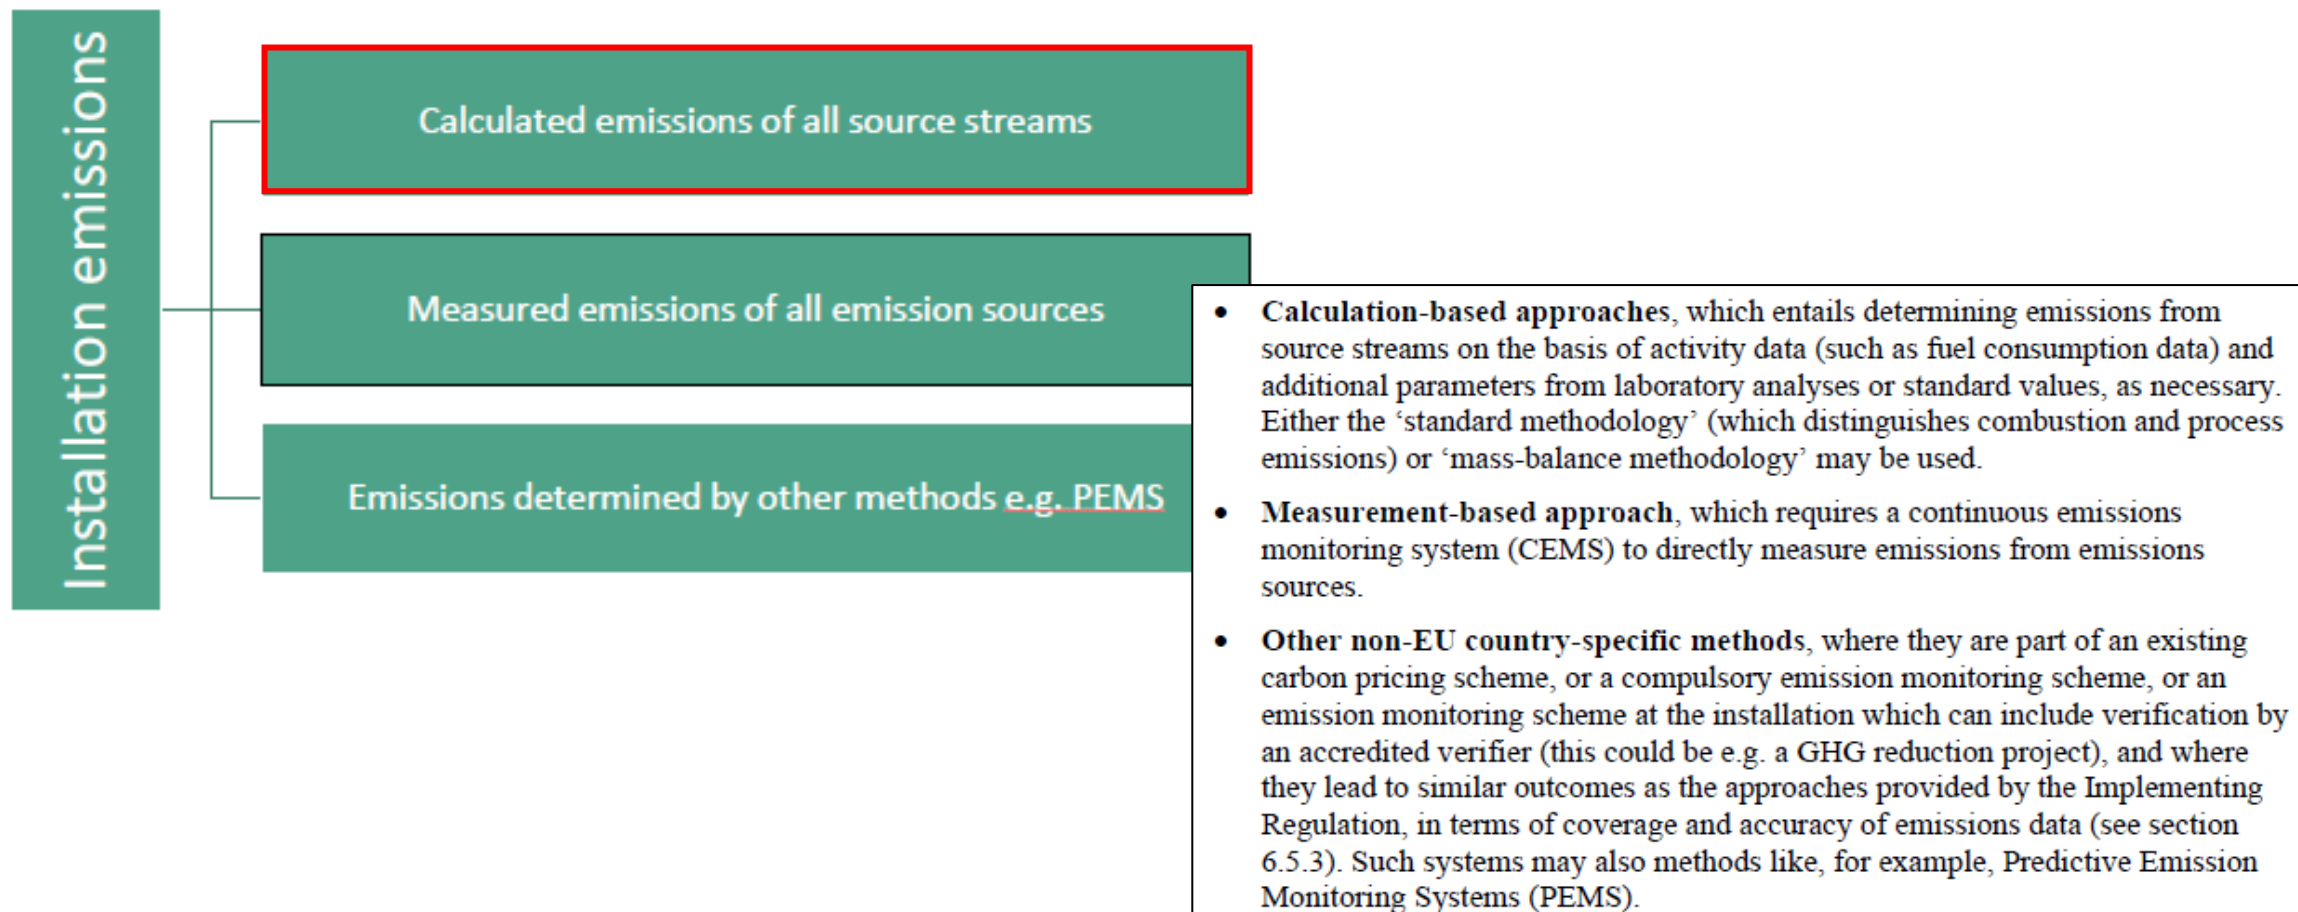 Installation emissions
Calculated emissions of all source streams
Measured emissions of all emission sources
Emissions determined by other methods e.g. PEMS
• Calculation-based approaches, which entails determining emissions from
source streams on the basis of activity data (such as fuel consumption data) and
additional parameters from laboratory analyses or standard values, as necessary.
Either the ‘standard methodology’ (which distinguishes combustion and process
emissions) or ‘mass-balance methodology’ may be used.
• Measurement-based approach, which requires a continuous emissions
monitoring system (CEMS) to directly measure emissions from emissions
sources.
• Other non-EU country-specific methods, where they are part of an existing
carbon pricing scheme, or a compulsory emission monitoring scheme, or an
emission monitoring scheme at the installation which can include verification by
an accredited verifier (this could be e.g. a GHG reduction project), and where
they lead to similar outcomes as the approaches provided by the Implementing
Regulation, in terms of coverage and accuracy of emissions data (see section
6.5.3). Such systems may also methods like, for example, Predictive Emission
Monitoring Systems (PEMS).